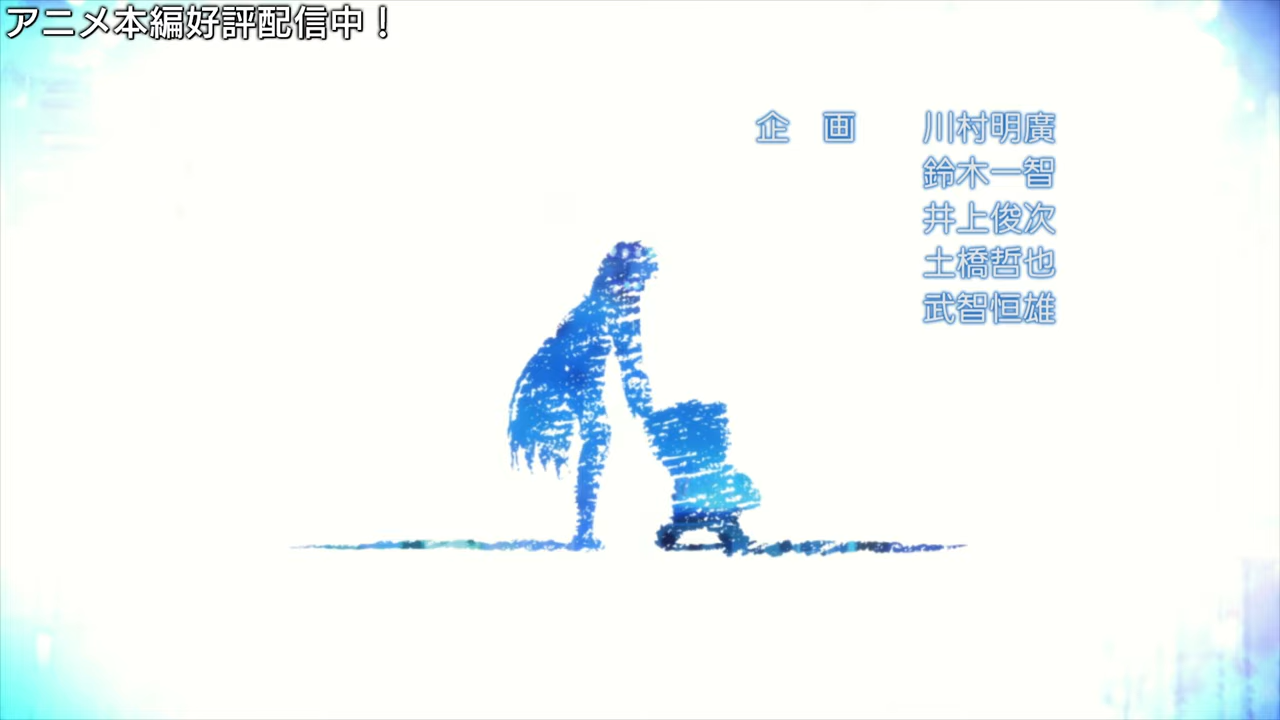 アニメ本編好評配信中！
企　画　　川村明廣
鈴木一智
井上俊次
土橋哲也
武智恒雄